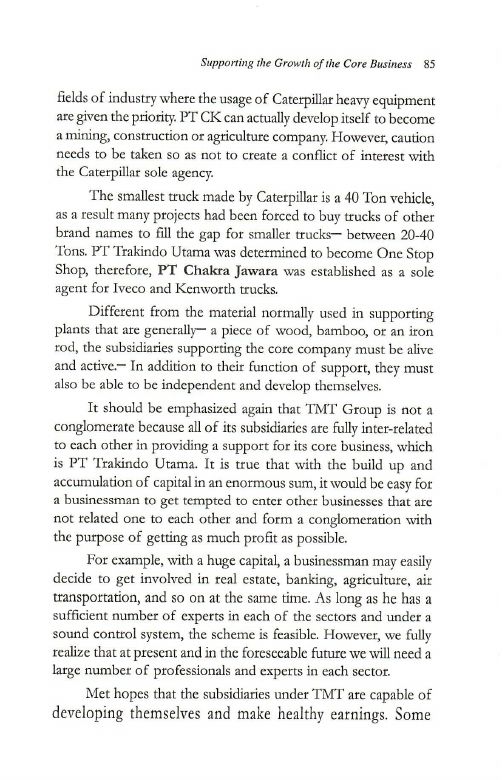 Supporting the Growth of the Core Business 85
fields of industry where the usage of Caterpillar heavy equipment
are given the priority. PT CK can actually develop itself to become
a mining, construction or agriculture company. However, caution
needs to be taken so as not to create a conflict of interest with
the Caterpillar sole agency.
The smallest truck made by Caterpillar is a 40 Ton vehicle,
as a result many projects had been forced to buy trucks of other
brand names to fill the gap for smaller trucks— between 20-40
Tons. PT Trakindo Utama was determined to become One Stop
Shop, therefore, PT Chakra Jawara was established as a sole
agent for Iveco and Kenworth trucks.
Different from the material normally used in supporting
plants that are generally— a piece of wood, bamboo, or an iron
rod, the subsidiaries supporting the core company must be alive
and active.— In addition to their function of support, they must
also be able to be independent and develop themselves.
It should be emphasized again that TMT Group is not a
conglomerate because all of its subsidiaries are fully inter-related
to each other in providing a support for its core business, which
is PT Trakindo Utama. It is true that with the build up and
accumulation of capital in an enormous sum, it would be easy for
a businessman to get tempted to enter other businesses that are
not related one to each other and form a conglomeration with
the purpose of getting as much profit as possible.
For example, with a huge capital, a businessman may easily
decide to get involved in real estate, banking, agriculture, air
transportation, and so on at the same time. As long as he has a
sufficient number of experts in each of the sectors and under a
sound control system, the scheme is feasible. However, we fully
realize that at present and in the foreseeable future we will need a
large number of professionals and experts in each sector.
Met hopes that the subsidiaries under TMT are capable of
developing themselves and make healthy earnings. Some